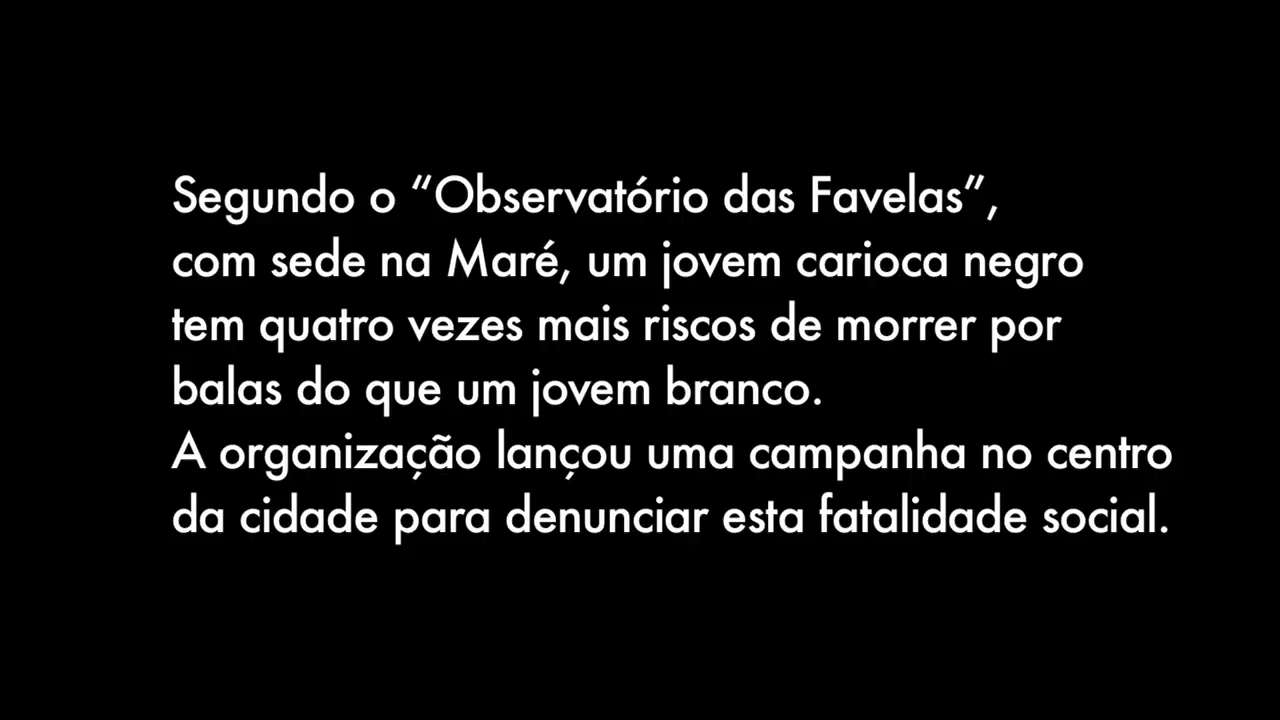 Segundo o “Observatório das Favelas”,
com sede na Maré, um jovem carioca negro
tem quatro vezes mais riscos de morrer por
balas do que um jovem branco.
A organização lançou uma campanha no centro
da cidade para denunciar esta fatalidade social.